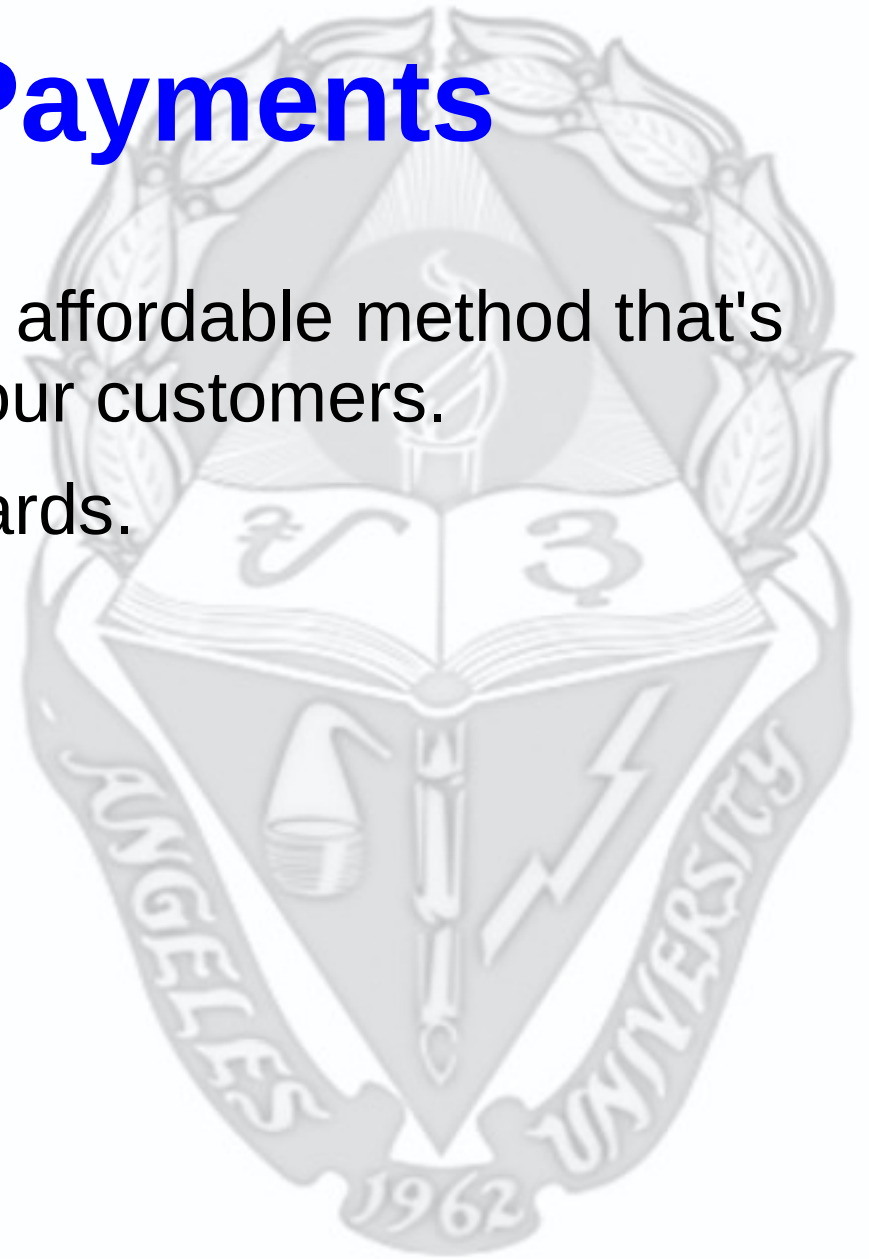 Payments
affordable method that's
our customers.
ards.
ANGELES
UNIVERSITY
1962